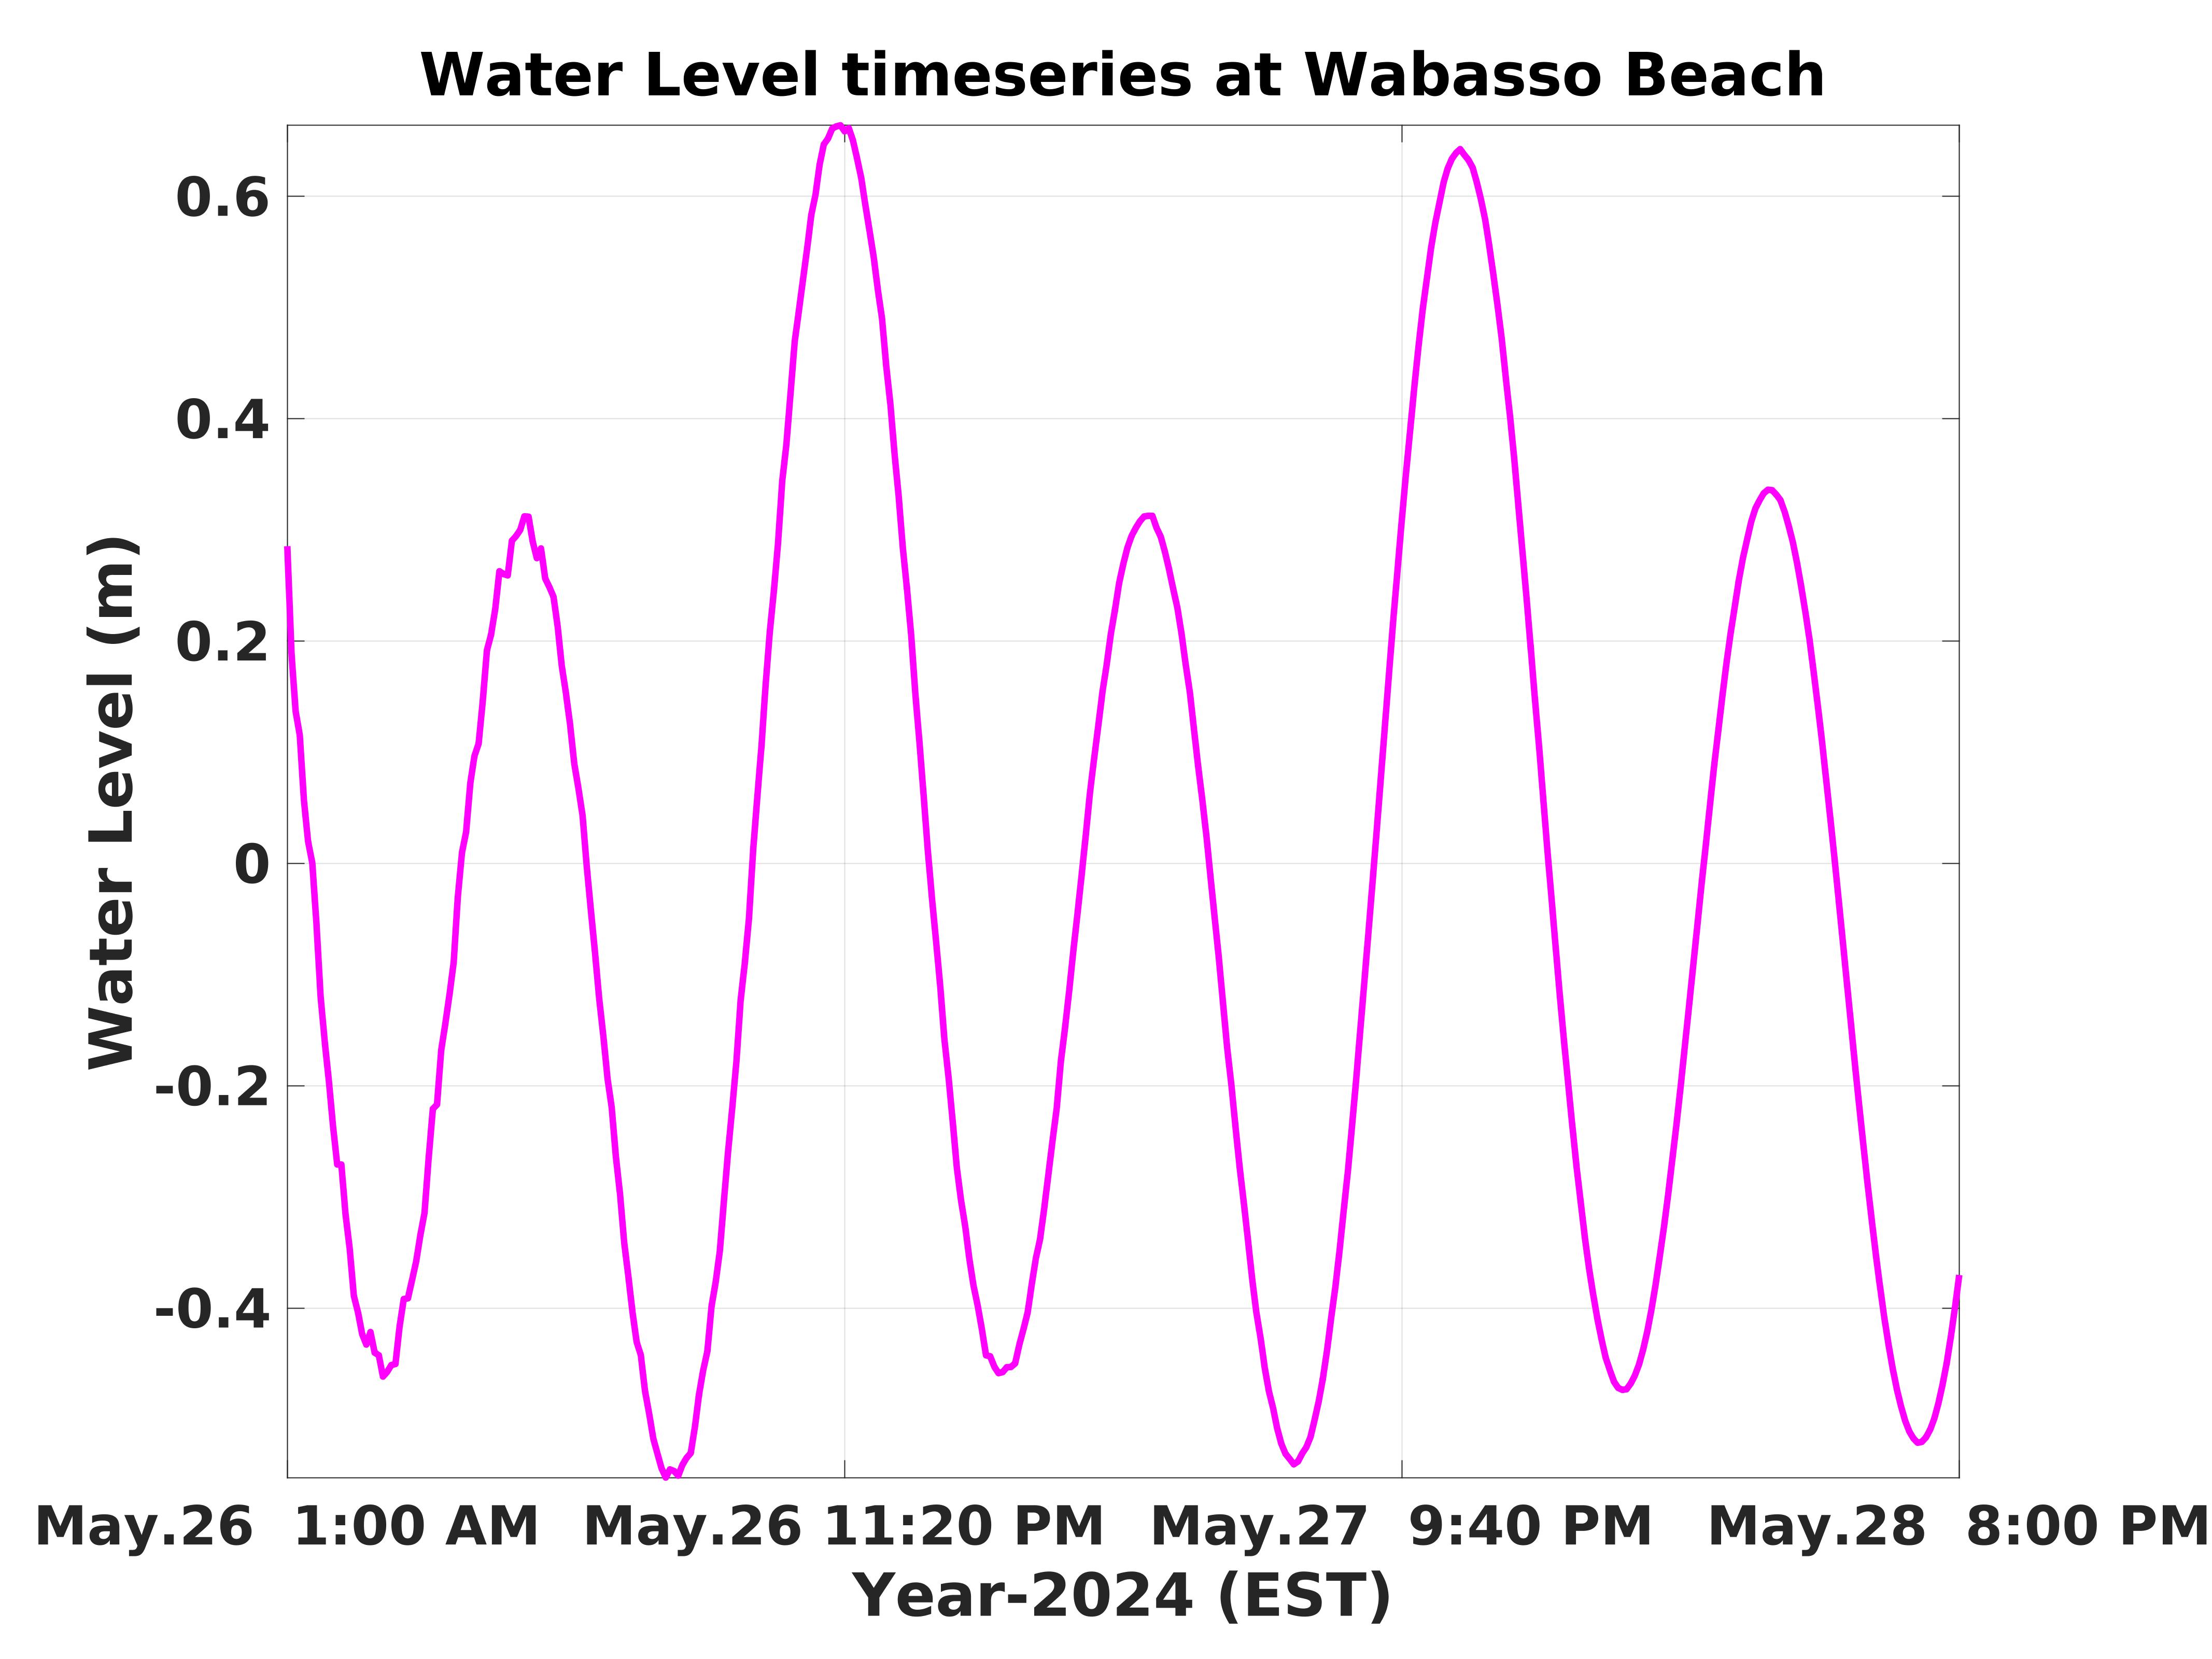 Water Level timeseries at Wabasso Beach
Water Level (m)
0.6
0.4
0.2
0
-0.2
-0.4
May.26 1:00 AM May.26 11:20 PM May.27 9:40 PM May.28 8:00 PM
Year-2024 (EST)